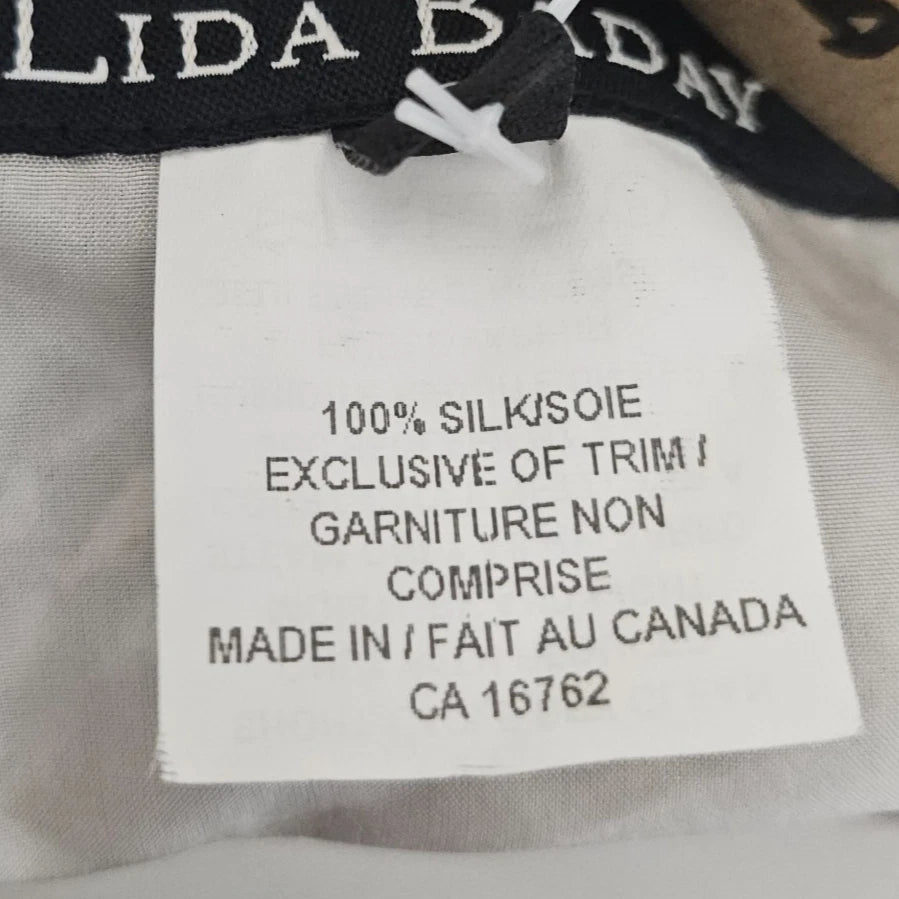 LIDA BADAY
100% SILK/SOIE
EXCLUSIVE OF TRIM /
GARNITURE NON
COMPRISE
MADE IN / FAIT AU CANADA
CA 16762